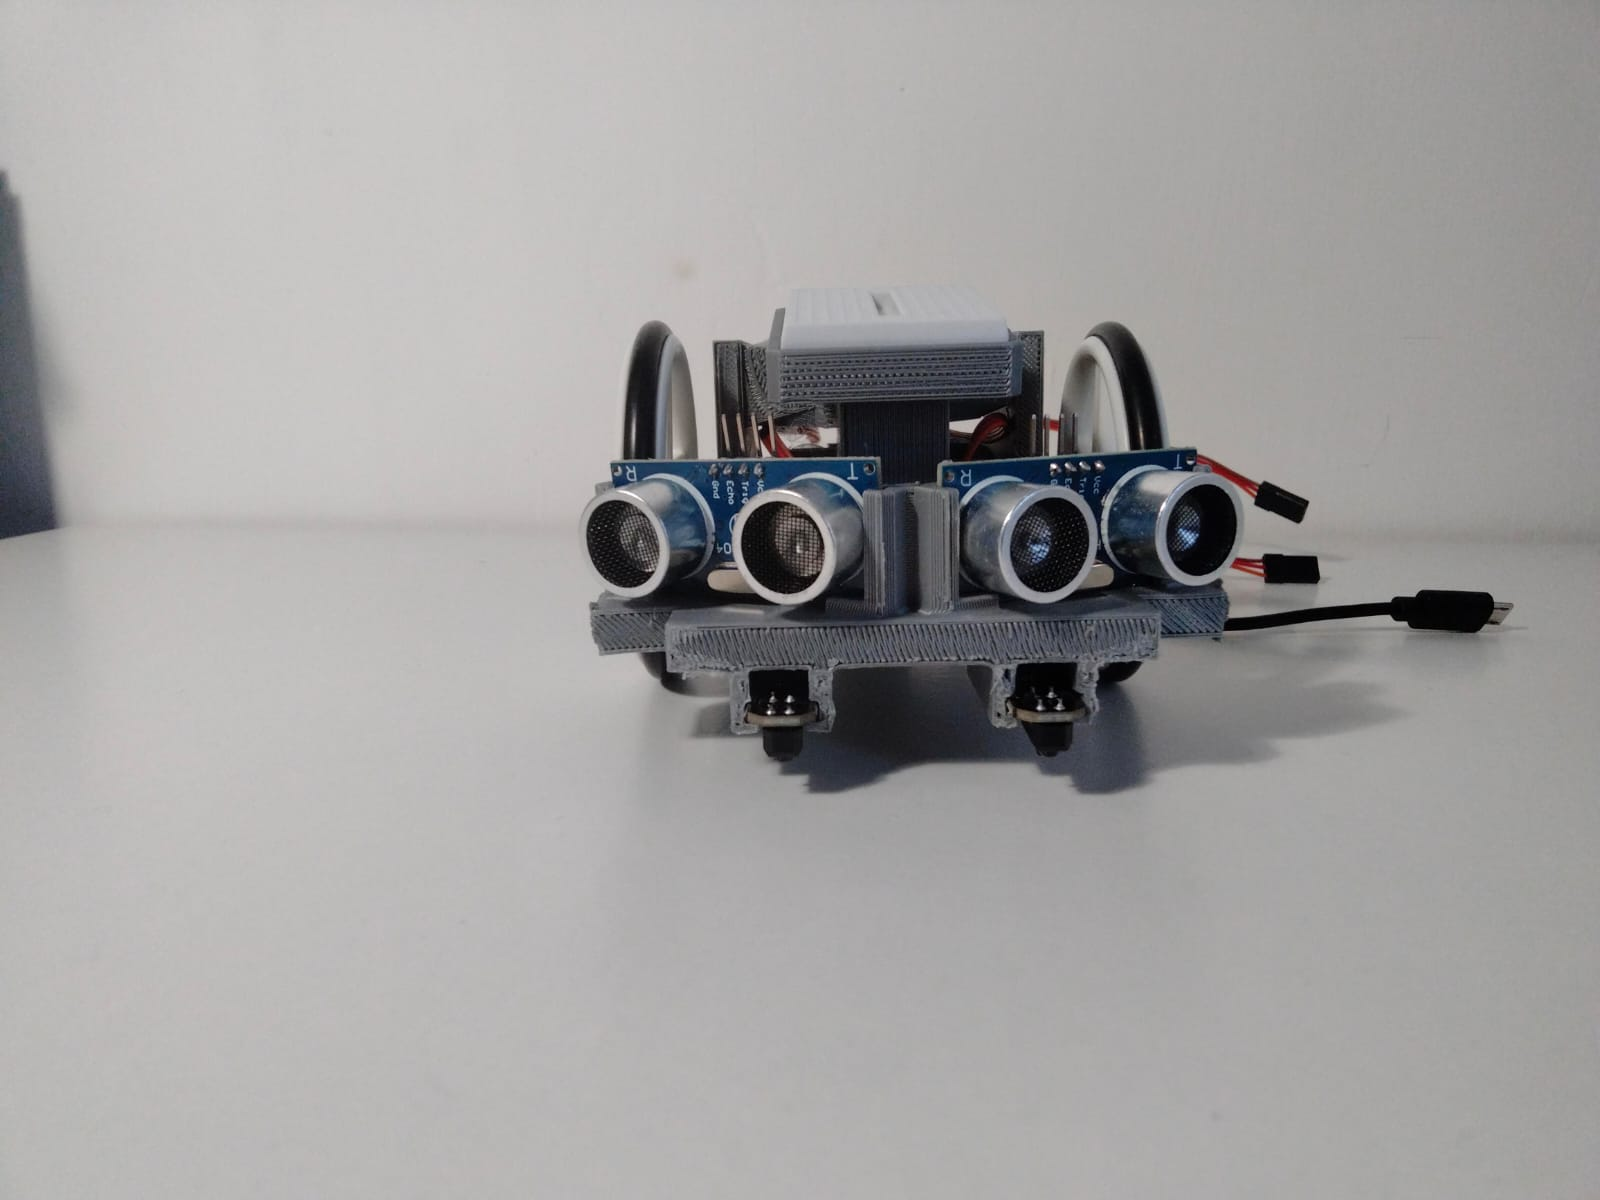 R Gnd Echo Trig Vcc T
R Vcc T